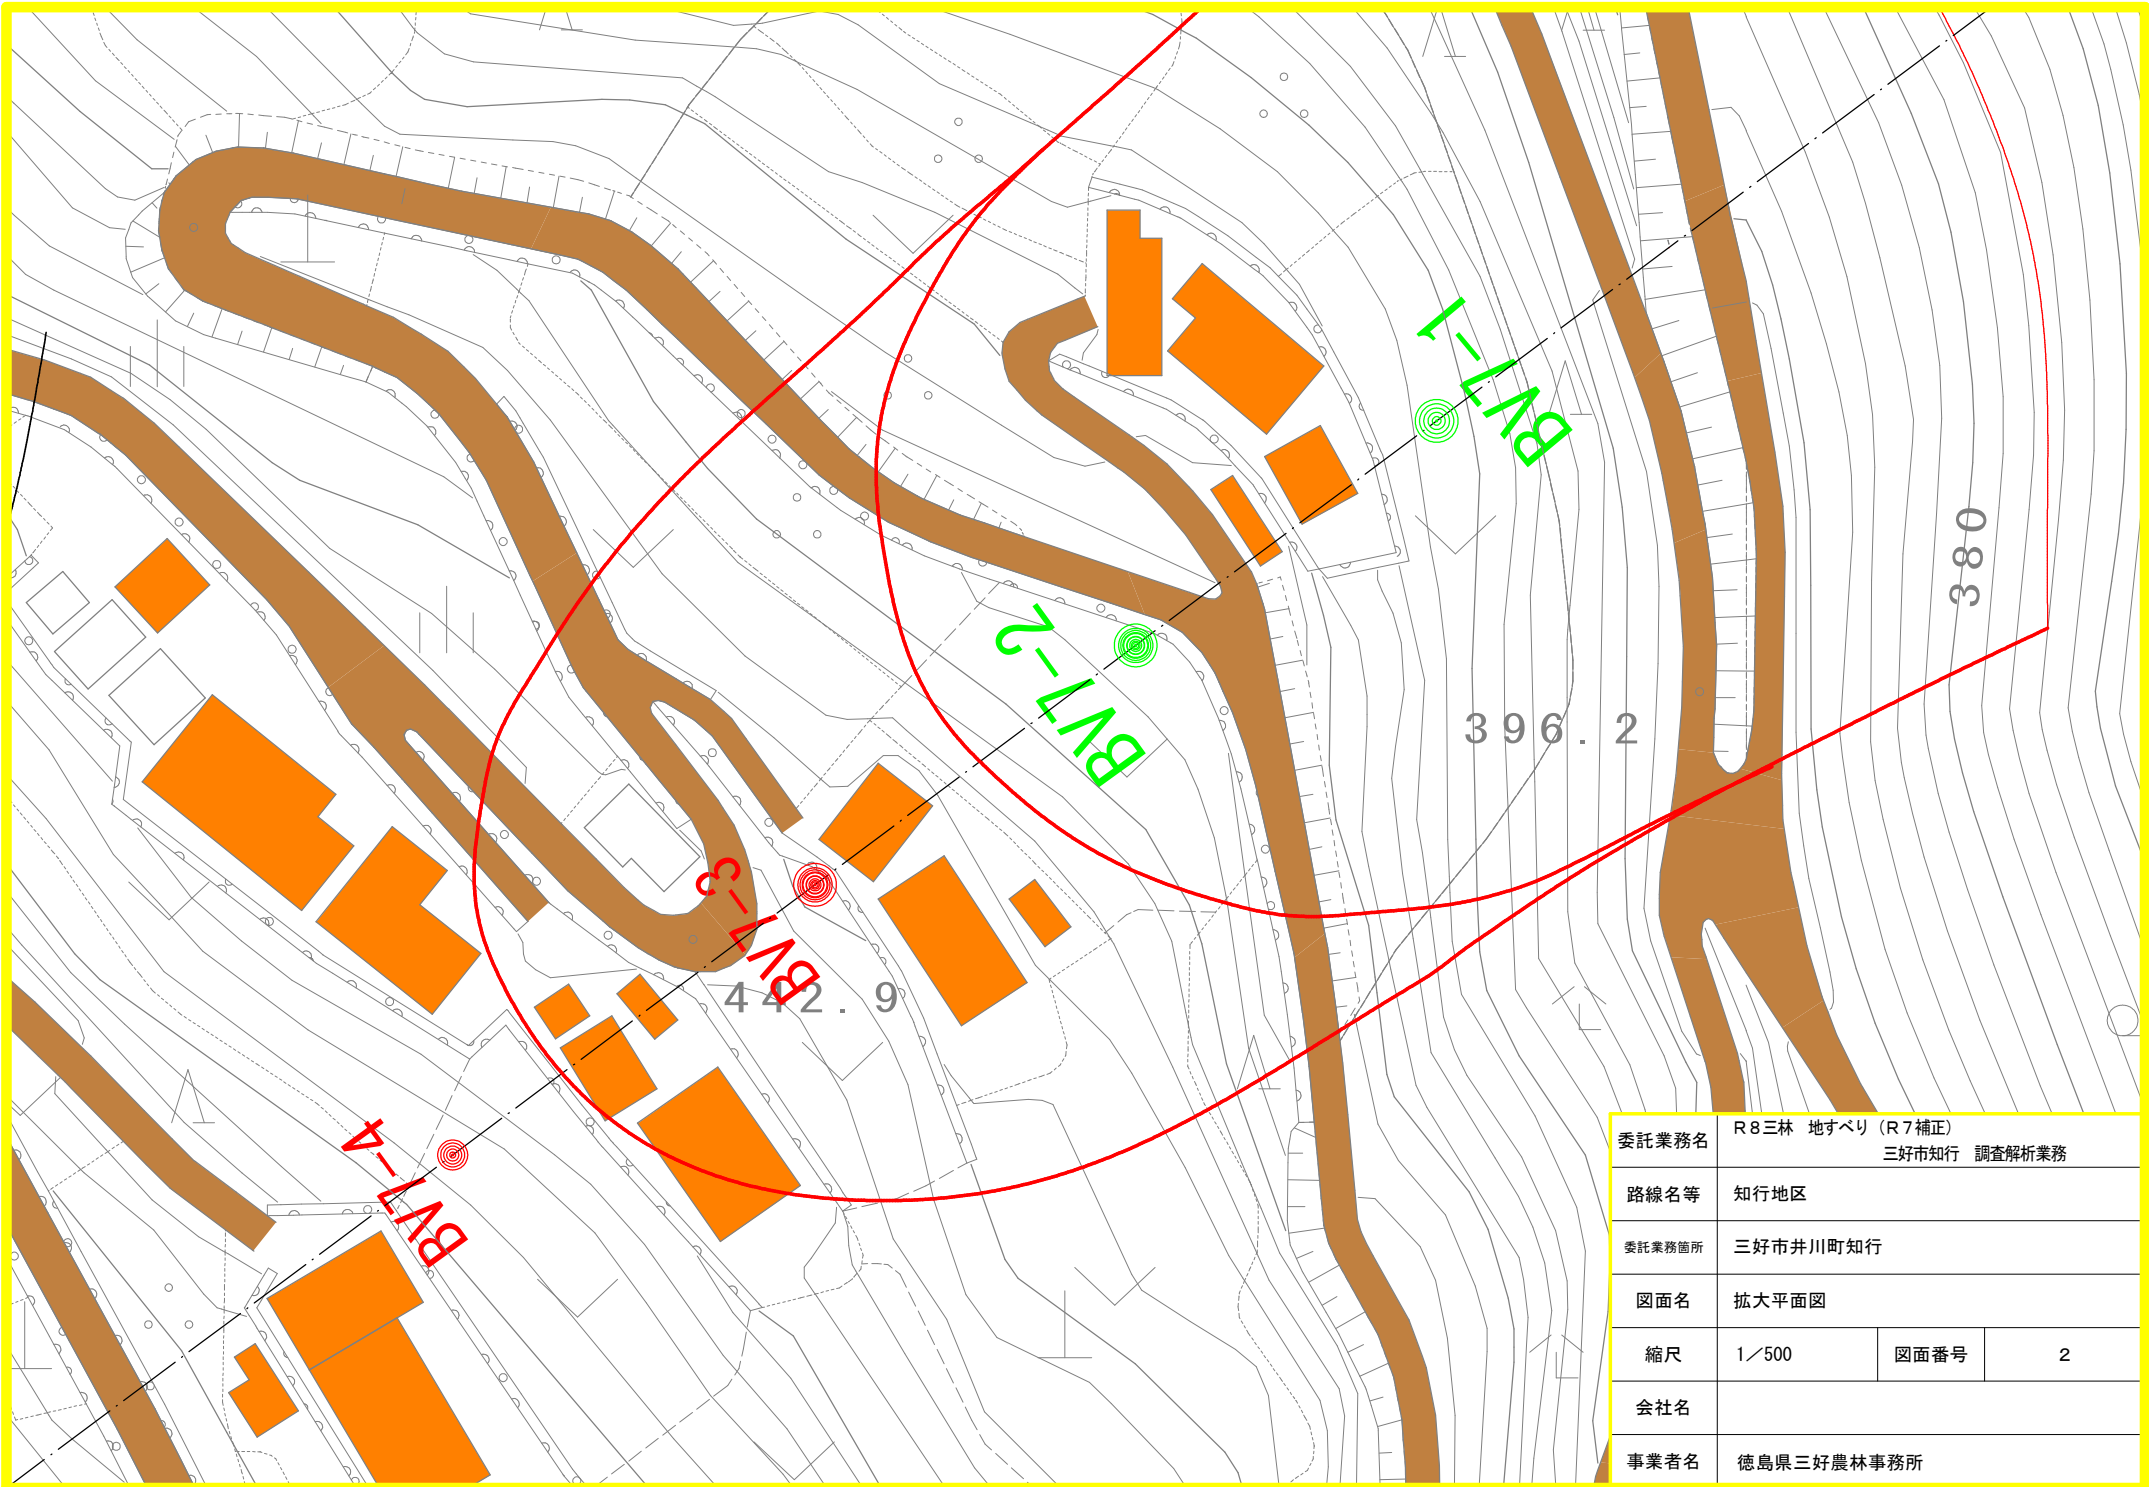 BV7-1
380
BV7-2
396.2
BV7-3
442.9
BV7-4
委託業務名
R8三林 地すべり(R7補正)
三好市知行 調査解析業務
路線名等 知行地区
委託業務箇所 三好市井川町知行
図面名 拡大平面図
縮尺 1/500 図面番号 2
会社名
事業者名 徳島県三好農林事務所